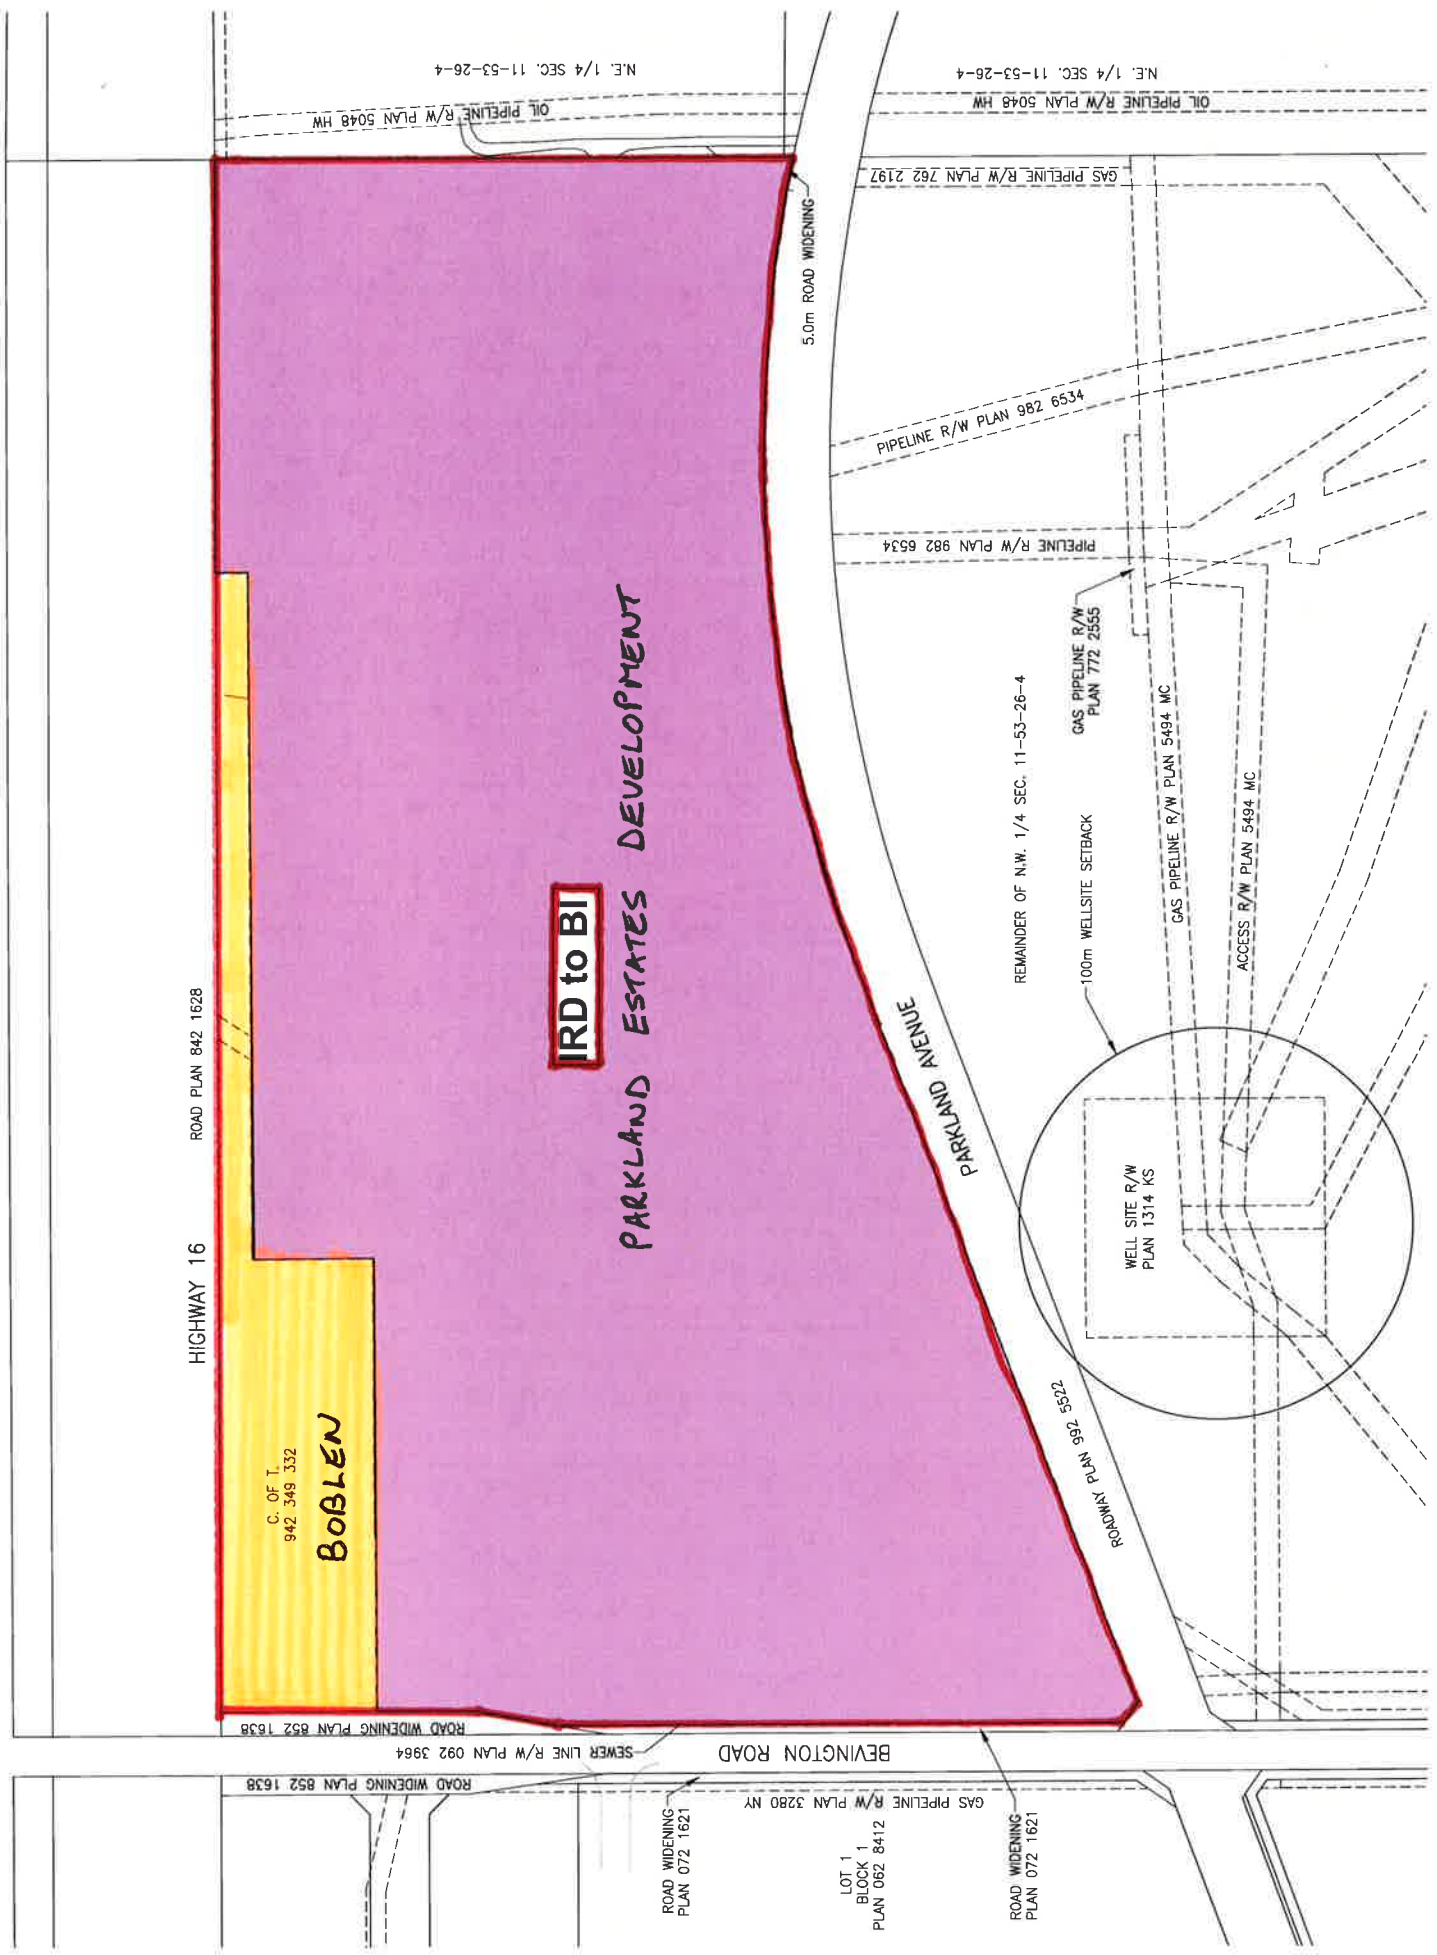 HIGHWAY 16
ROAD PLAN 842 1628
C. OF T.
942 349 332
BOBLEN
IRD to BI
PARKLAND ESTATES DEVELOPMENT
N.E. 1/4 SEC. 11-53-26-4
OIL PIPELINE R/W PLAN 5048 HW
N.E. 1/4 SEC. 11-53-26-4
OIL PIPELINE R/W PLAN 5048 HW
GAS PIPELINE R/W PLAN 762 2197
5.0m ROAD WIDENING
PIPELINE R/W PLAN 982 6534
PIPELINE R/W PLAN 982 6534
GAS PIPELINE R/W
PLAN 772 2555
REMAINDER OF N.W. 1/4 SEC. 11-53-26-4
GAS PIPELINE R/W PLAN 5494 MC
ACCESS R/W PLAN 5494 MC
100m WELLSITE SETBACK
PARKLAND AVENUE
WELL SITE R/W
PLAN 1314 KS
ROADWAY PLAN 992 5522
ROAD WIDENING PLAN 852 1638
SEWER LINE R/W PLAN 092 3964
BEVINGTON ROAD
ROAD WIDENING PLAN 852 1638
GAS PIPELINE R/W PLAN 3280 NY
ROAD WIDENING
PLAN 072 1621
LOT 1
BLOCK 1
PLAN 062 8412
ROAD WIDENING
PLAN 072 1621